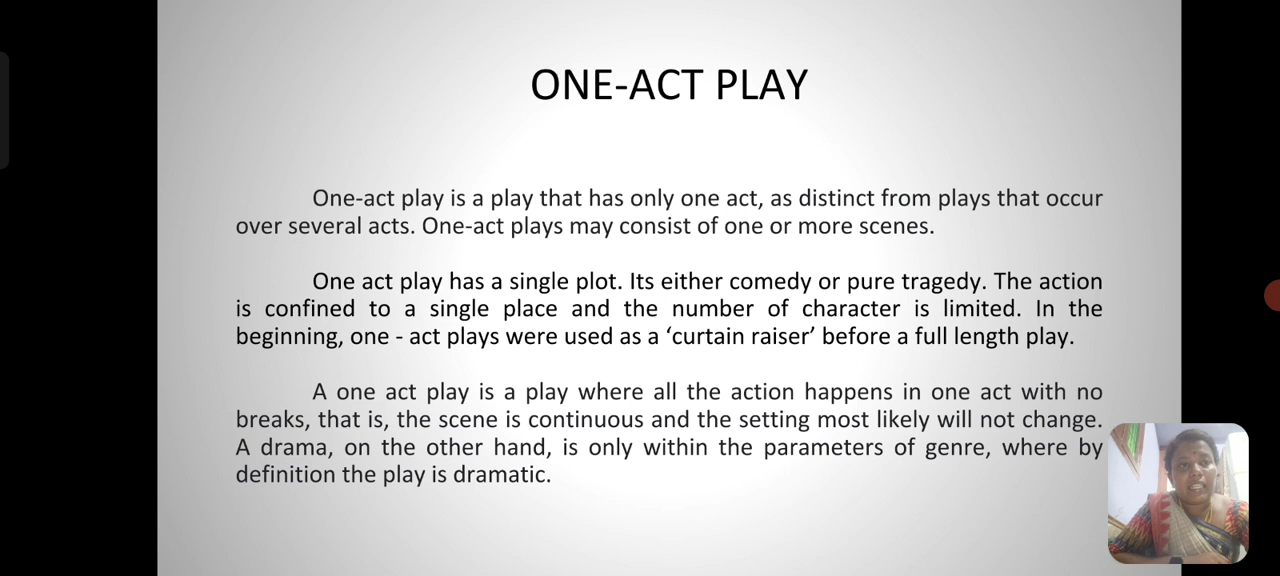 ONE-ACT PLAY
One-act play is a play that has only one act, as distinct from plays that occur
over several acts. One-act plays may consist of one or more scenes.
One act play has a single plot. Its either comedy or pure tragedy. The action
is confined to a single place and the number of character is limited. In the
beginning, one - act plays were used as a ‘curtain raiser’ before a full length play.
A one act play is a play where all the action happens in one act with no
breaks, that is, the scene is continuous and the setting most likely will not change.
A drama, on the other hand, is only within the parameters of genre, where by
definition the play is dramatic.